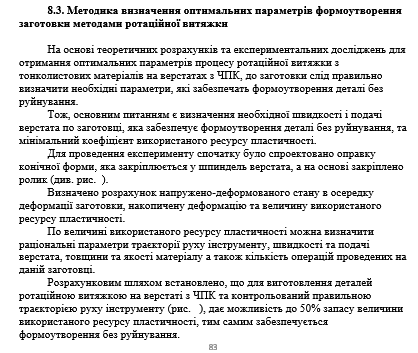 8.3. Методика визначення оптимальних параметрів формоутворення
заготовки методами ротаційної витяжки
На основі теоретичних розрахунків та експериментальних досліджень для
отримання оптимальних параметрів процесу ротаційної витяжки з
тонколистових матеріалів на верстатах з ЧПК, до заготовки слід правильно
визначити необхідні параметри, які забезпечать формоутворення деталі без
руйнування.
Тож, основним питанням є визначення необхідної швидкості і подачі
верстата по заготовці, яка забезпечує формоутворення деталі без руйнування, та
мінімальний коефіцієнт використаного ресурсу пластичності.
Для проведення експерименту спочатку було спроектовано оправку
конічної форми, яка закріплюється у шпиндель верстата, а на основі закріплено
ролик (див. рис. ).
Визначено розрахунок напружено-деформованого стану в осередку
деформації заготовки, накопичену деформацію та величину використаного
ресурсу пластичності.
По величині використаного ресурсу пластичності можна визначити
раціональні параметри траєкторії руху інструменту, швидкості та подачі
верстата, товщини та якості матеріалу а також кількість операцій проведених на
даній заготовці.
Розрахунковим шляхом встановлено, що для виготовлення деталей
ротаційною витяжкою на верстаті з ЧПК та контрольований правильною
траєкторією руху інструменту (рис. ), дає можливість до 50% запасу величини
використаного ресурсу пластичності, тим самим забезпечується
формоутворення без руйнування.
83